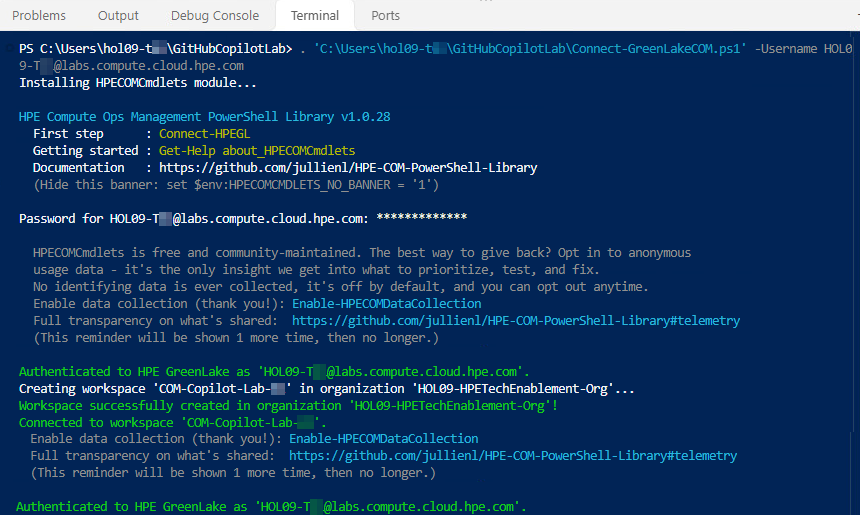 Problems Output Debug Console Terminal Ports
PS C:\Users\hol09-t\GitHubCopilotLab> . 'C:\Users\hol09-t\GitHubCopilotLab\Connect-GreenLakeCOM.ps1' -Username HOL0
9-T@labs.compute.cloud.hpe.com
Installing HPECOMCmdlets module...
HPE Compute Ops Management PowerShell Library v1.0.28
First step : Connect-HPEGL
Getting started : Get-Help about_HPECOMCmdlets
Documentation : https://github.com/jullienl/HPE-COM-PowerShell-Library
(Hide this banner: set $env:HPECOMCMDLETS_NO_BANNER = '1')
Password for HOL09-T@labs.compute.cloud.hpe.com: *************
HPECOMCmdlets is free and community-maintained. The best way to give back? Opt in to anonymous
usage data - it's the only insight we get into what to prioritize, test, and fix.
No identifying data is ever collected, it's off by default, and you can opt out anytime.
Enable data collection (thank you!): Enable-HPECOMDataCollection
Full transparency on what's shared: https://github.com/jullienl/HPE-COM-PowerShell-Library#telemetry
(This reminder will be shown 1 more time, then no longer.)
Authenticated to HPE GreenLake as 'HOL09-T@labs.compute.cloud.hpe.com'.
Creating workspace 'COM-Copilot-Lab-' in organization 'HOL09-HPETechEnablement-Org'...
Workspace successfully created in organization 'HOL09-HPETechEnablement-Org'!
Connected to workspace 'COM-Copilot-Lab-'.
Enable data collection (thank you!): Enable-HPECOMDataCollection
Full transparency on what's shared: https://github.com/jullienl/HPE-COM-PowerShell-Library#telemetry
(This reminder will be shown 1 more time, then no longer.)
Authenticated to HPE GreenLake as 'HOL09-T@labs.compute.cloud.hpe.com'.